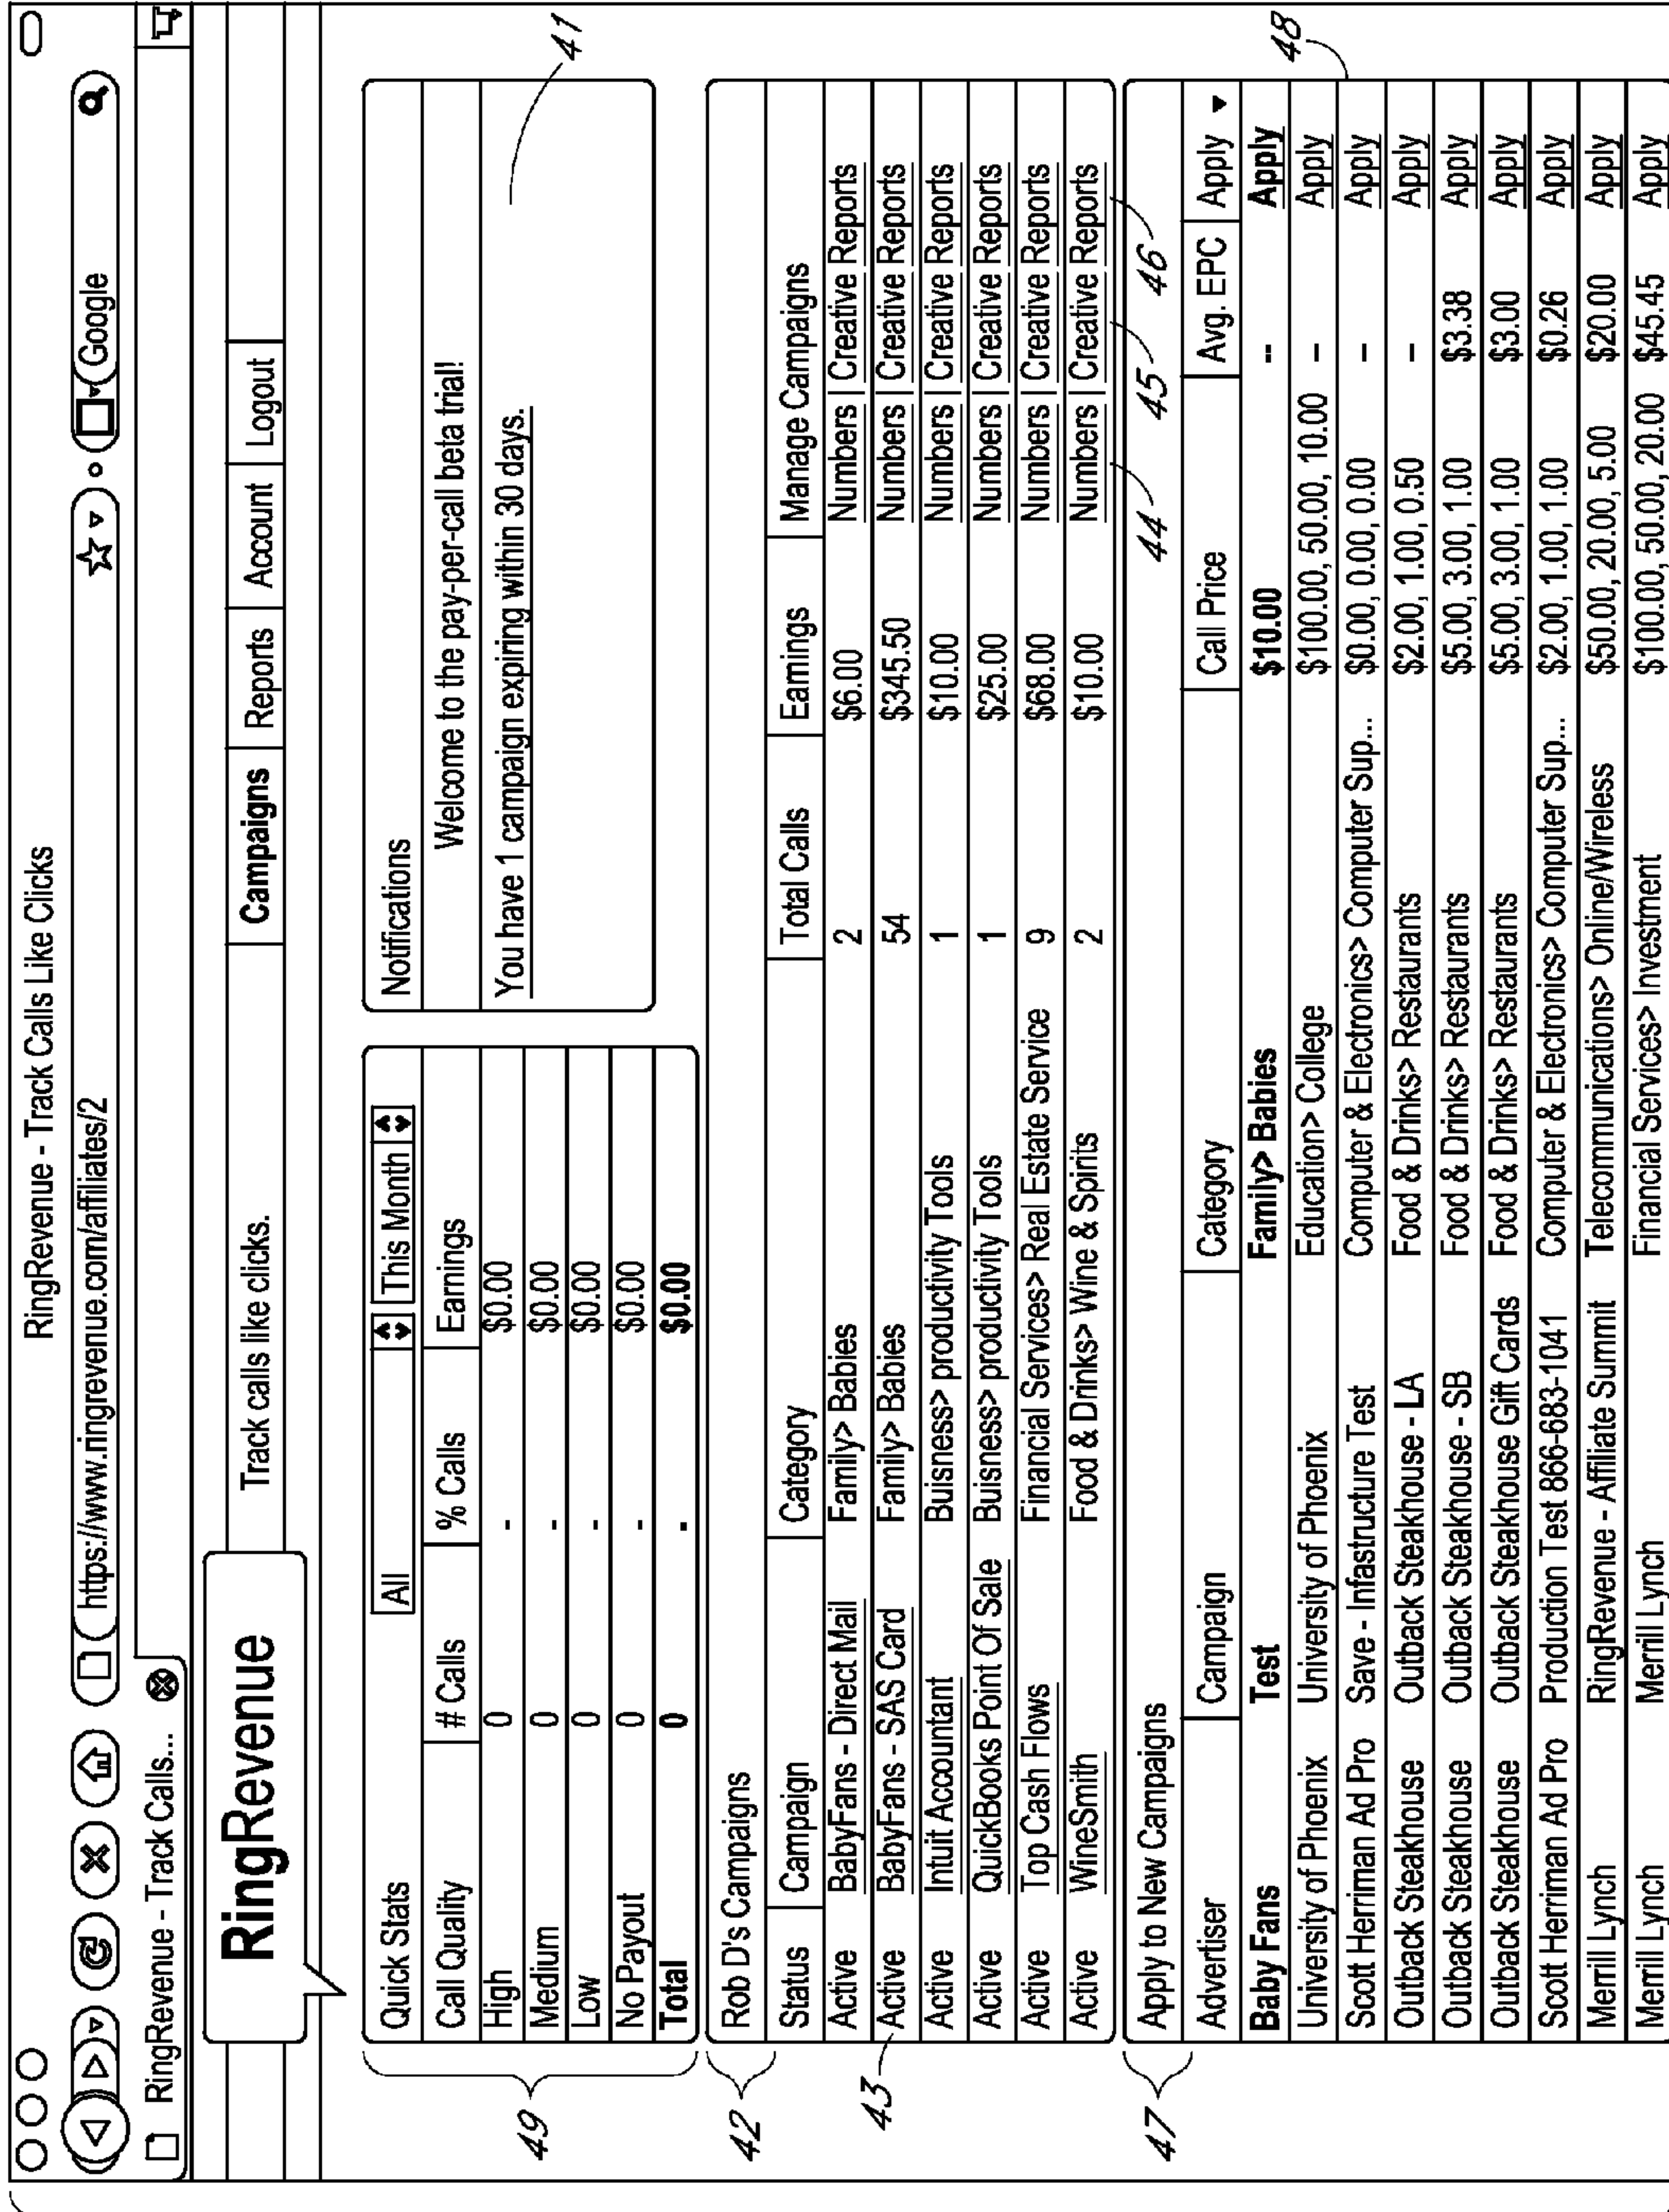 RingRevenue - Track Calls Like Clicks
https://www.ringrevenue.com/affiliates/2 Google
RingRevenue - Track Calls...
RingRevenue
Track calls like clicks. Campaigns Reports Account Logout
Quick Stats All This Month
Call Quality # Calls % Calls Earnings
High 0 - $0.00
Medium 0 - $0.00
Low 0 - $0.00
No Payout 0 - $0.00
Total 0 - $0.00
49
Notifications
Welcome to the pay-per-call beta trial!
You have 1 campaign expiring within 30 days.
41
42
Rob D's Campaigns
Status Campaign Category Total Calls Earnings Manage Campaigns
Active BabyFans - Direct Mail Family> Babies 2 $6.00 Numbers | Creative Reports
43 Active BabyFans - SAS Card Family> Babies 54 $345.50 Numbers | Creative Reports
Active Intuit Accountant Buisness> productivity Tools 1 $10.00 Numbers | Creative Reports
Active QuickBooks Point Of Sale Buisness> productivity Tools 1 $25.00 Numbers | Creative Reports
Active Top Cash Flows Financial Services> Real Estate Service 9 $68.00 Numbers | Creative Reports
Active WineSmith Food & Drinks> Wine & Spirits 2 $10.00 Numbers | Creative Reports
44 45 46
47
Apply to New Campaigns
48
Advertiser Campaign Category Call Price Avg. EPC Apply
Baby Fans Test Family> Babies $10.00 -- Apply
University of Phoenix University of Phoenix Education> College $100.00, 50.00, 10.00 – Apply
Scott Herriman Ad Pro Save - Infastructure Test Computer & Electronics> Computer Sup... $0.00, 0.00, 0.00 – Apply
Outback Steakhouse Outback Steakhouse - LA Food & Drinks> Restaurants $2.00, 1.00, 0.50 – Apply
Outback Steakhouse Outback Steakhouse - SB Food & Drinks> Restaurants $5.00, 3.00, 1.00 $3.38 Apply
Outback Steakhouse Outback Steakhouse Gift Cards Food & Drinks> Restaurants $5.00, 3.00, 1.00 $3.00 Apply
Scott Herriman Ad Pro Production Test 866-683-1041 Computer & Electronics> Computer Sup... $2.00, 1.00, 1.00 $0.26 Apply
Merrill Lynch RingRevenue - Affiliate Summit Telecommunications> Online/Wireless $50.00, 20.00, 5.00 $20.00 Apply
Merrill Lynch Merrill Lynch Financial Services> Investment $100.00, 50.00, 20.00 $45.45 Apply